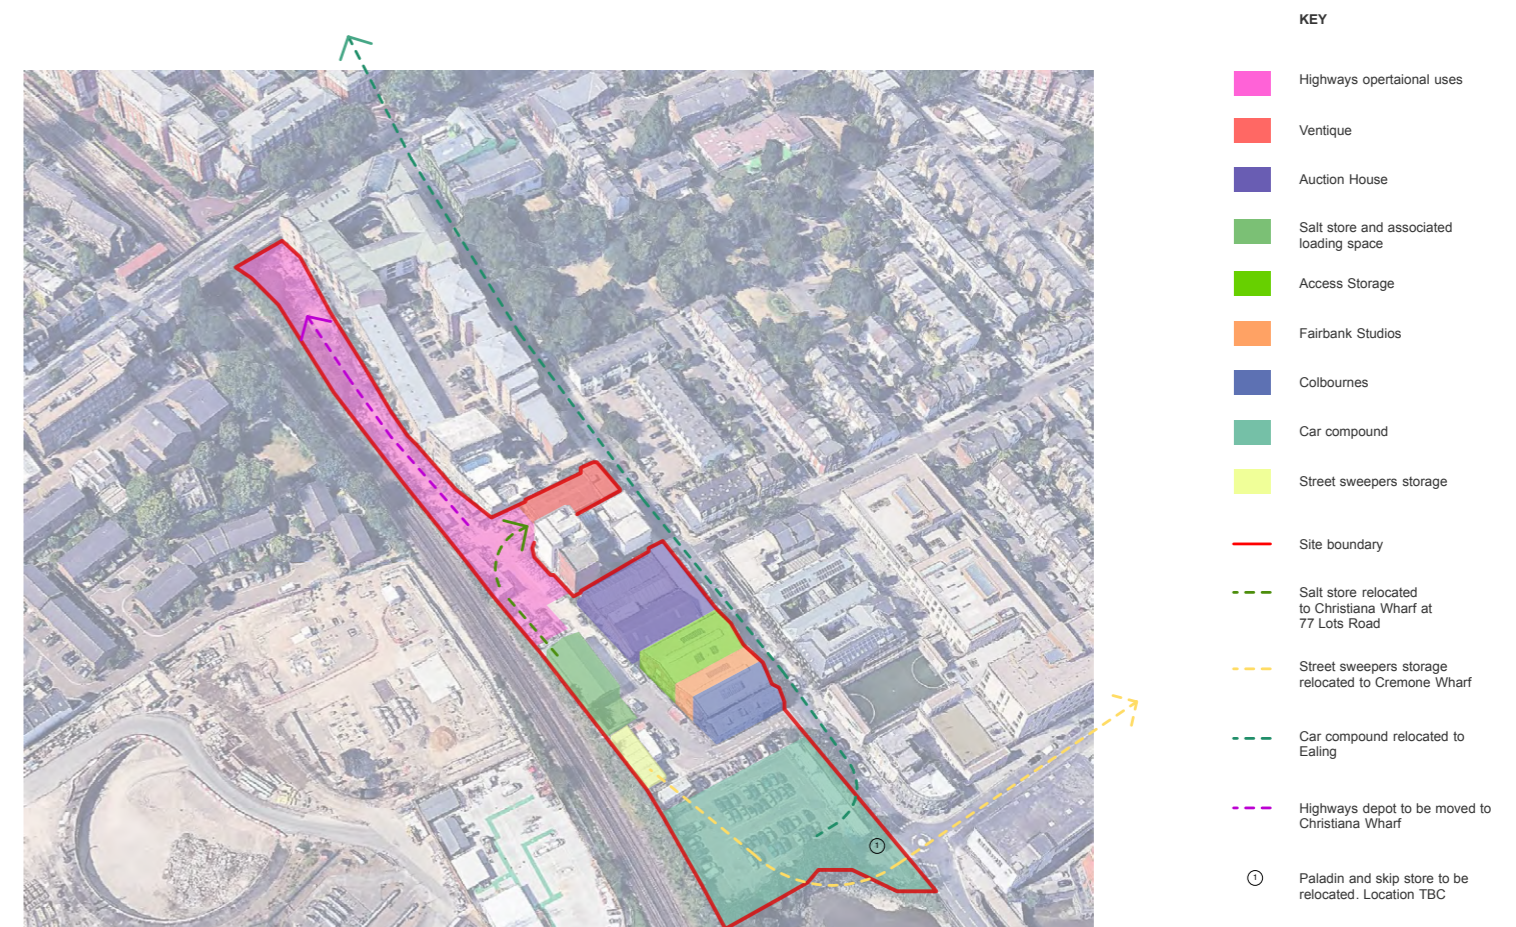 KEY
Highways opertaional uses
Ventique
Auction House
Salt store and associated
loading space
Access Storage
Fairbank Studios
Colbournes
Car compound
Street sweepers storage
Site boundary
Salt store relocated
to Christiana Wharf at
77 Lots Road
Street sweepers storage
relocated to Cremone Wharf
Car compound relocated to
Ealing
Highways depot to be moved to
Christiana Wharf
1
Paladin and skip store to be
relocated. Location TBC
1